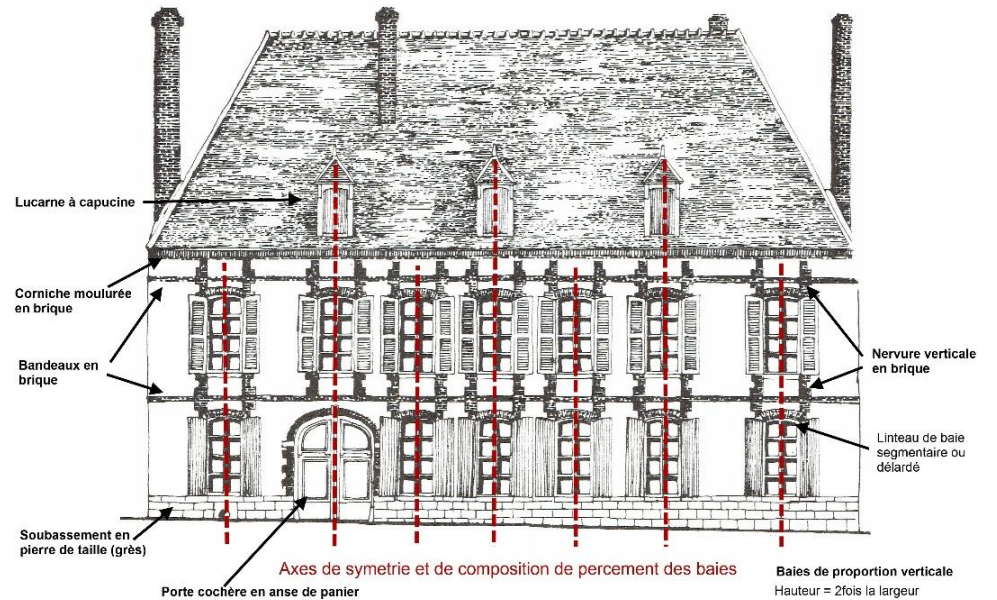 Lucarne à capucine
Corniche moulurée
en brique
Bandeaux en
brique
Soubassement en
pierre de taille (grès)
Porte cochère en anse de panier
Nervure verticale
en brique
Linteau de baie
segmentaire ou
délardé
Axes de symetrie et de composition de percement des baies
Baies de proportion verticale
Hauteur = 2fois la largeur